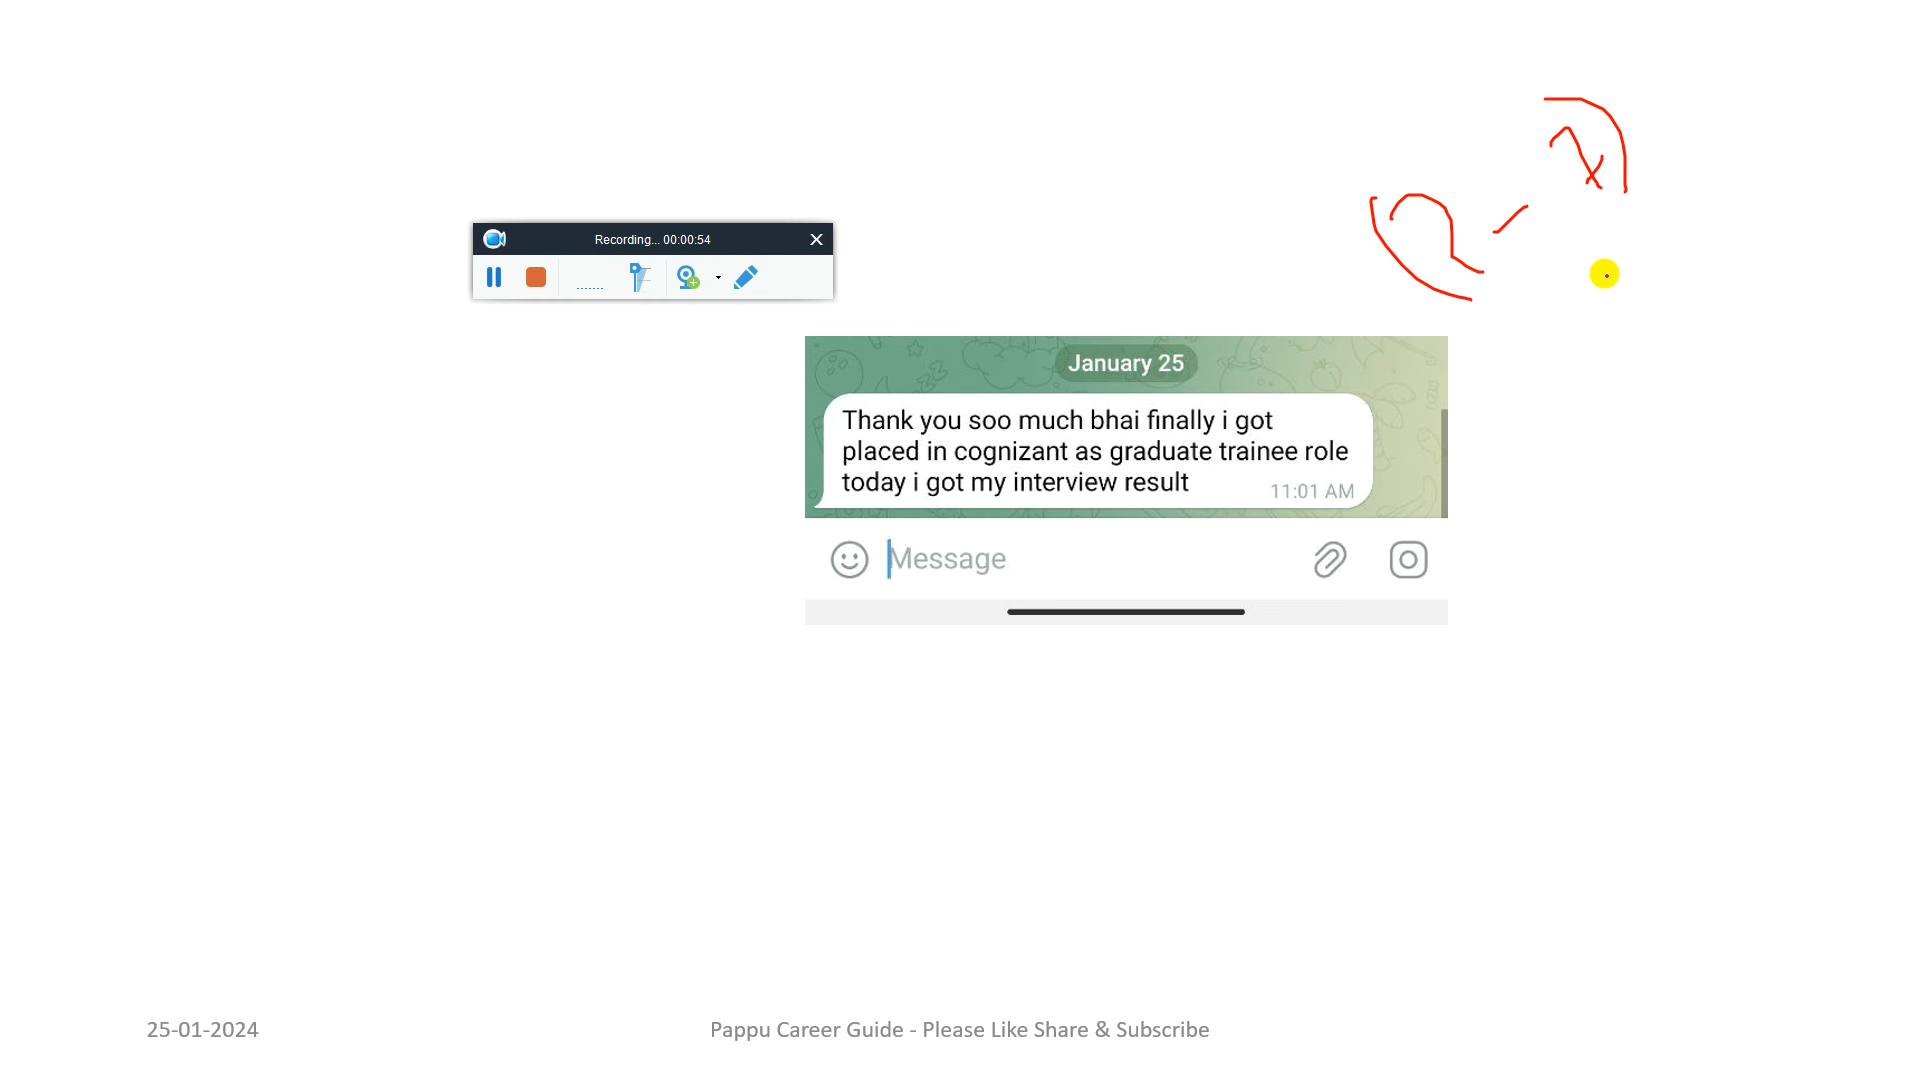 Recording... 00:00:54
January 25
Thank you soo much bhai finally i got
placed in cognizant as graduate trainee role
today i got my interview result
11:01 AM
Message
25-01-2024
Pappu Career Guide - Please Like Share & Subscribe